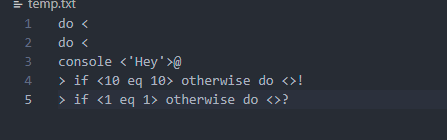 temp.txt
1 do <
2 do <
3 console <'Hey'>@
4 > if <10 eq 10> otherwise do <>!
5 > if <1 eq 1> otherwise do <>?